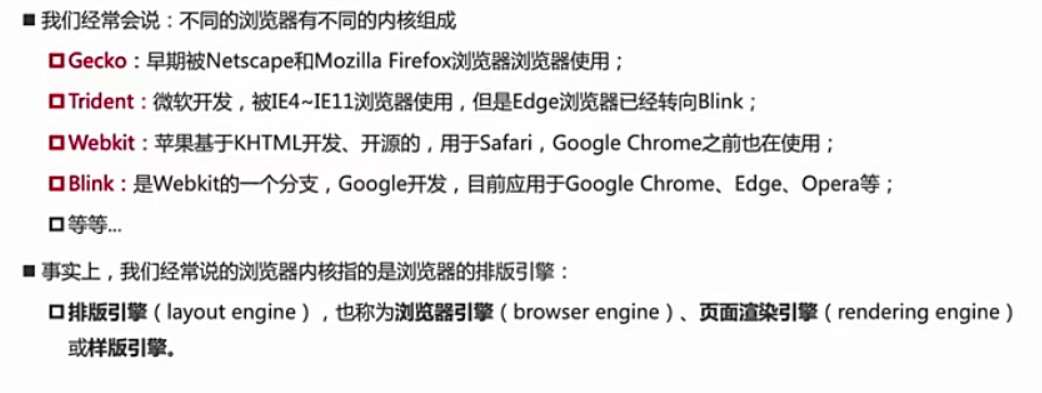 我们经常会说：不同的浏览器有不同的内核组成
Gecko：早期被Netscape和Mozilla Firefox浏览器浏览器使用；
Trident：微软开发，被IE4~IE11浏览器使用，但是Edge浏览器已经转向Blink；
Webkit：苹果基于KHTML开发、开源的，用于Safari，Google Chrome之前也在使用；
Blink：是Webkit的一个分支，Google开发，目前应用于Google Chrome、Edge、Opera等；
等等...
事实上，我们经常说的浏览器内核指的是浏览器的排版引擎：
排版引擎（layout engine），也称为浏览器引擎（browser engine）、页面渲染引擎（rendering engine）
或样版引擎。